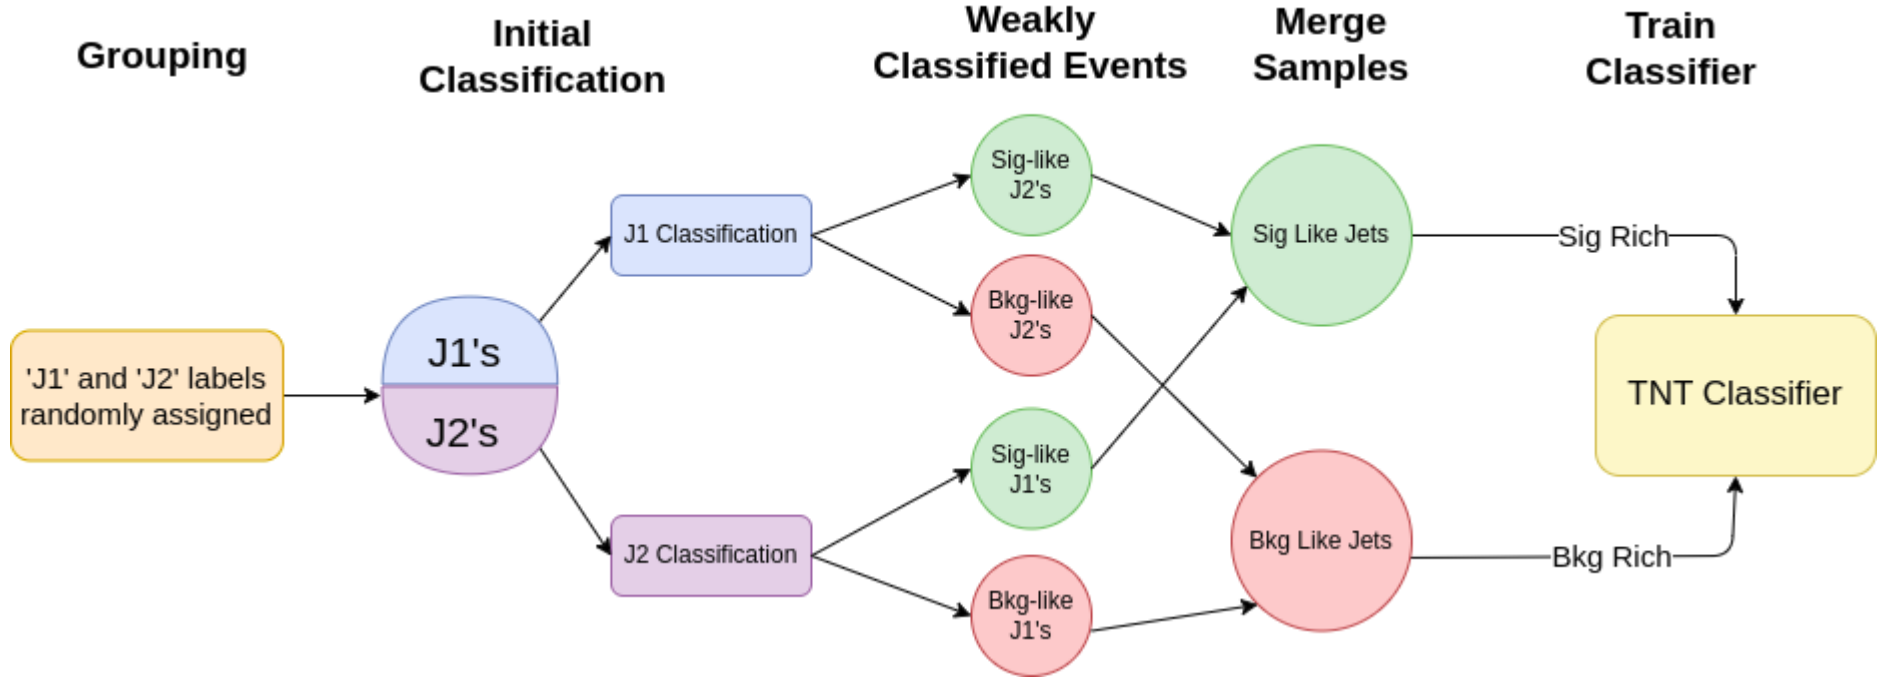 Grouping
Initial
Classification
Weakly
Classified Events
Merge
Samples
Train
Classifier
'J1' and 'J2' labels
randomly assigned
J1's
J2's
J1 Classification
J2 Classification
Sig-like
J2's
Bkg-like
J2's
Sig-like
J1's
Bkg-like
J1's
Sig Like Jets
Bkg Like Jets
Sig Rich
Bkg Rich
TNT Classifier